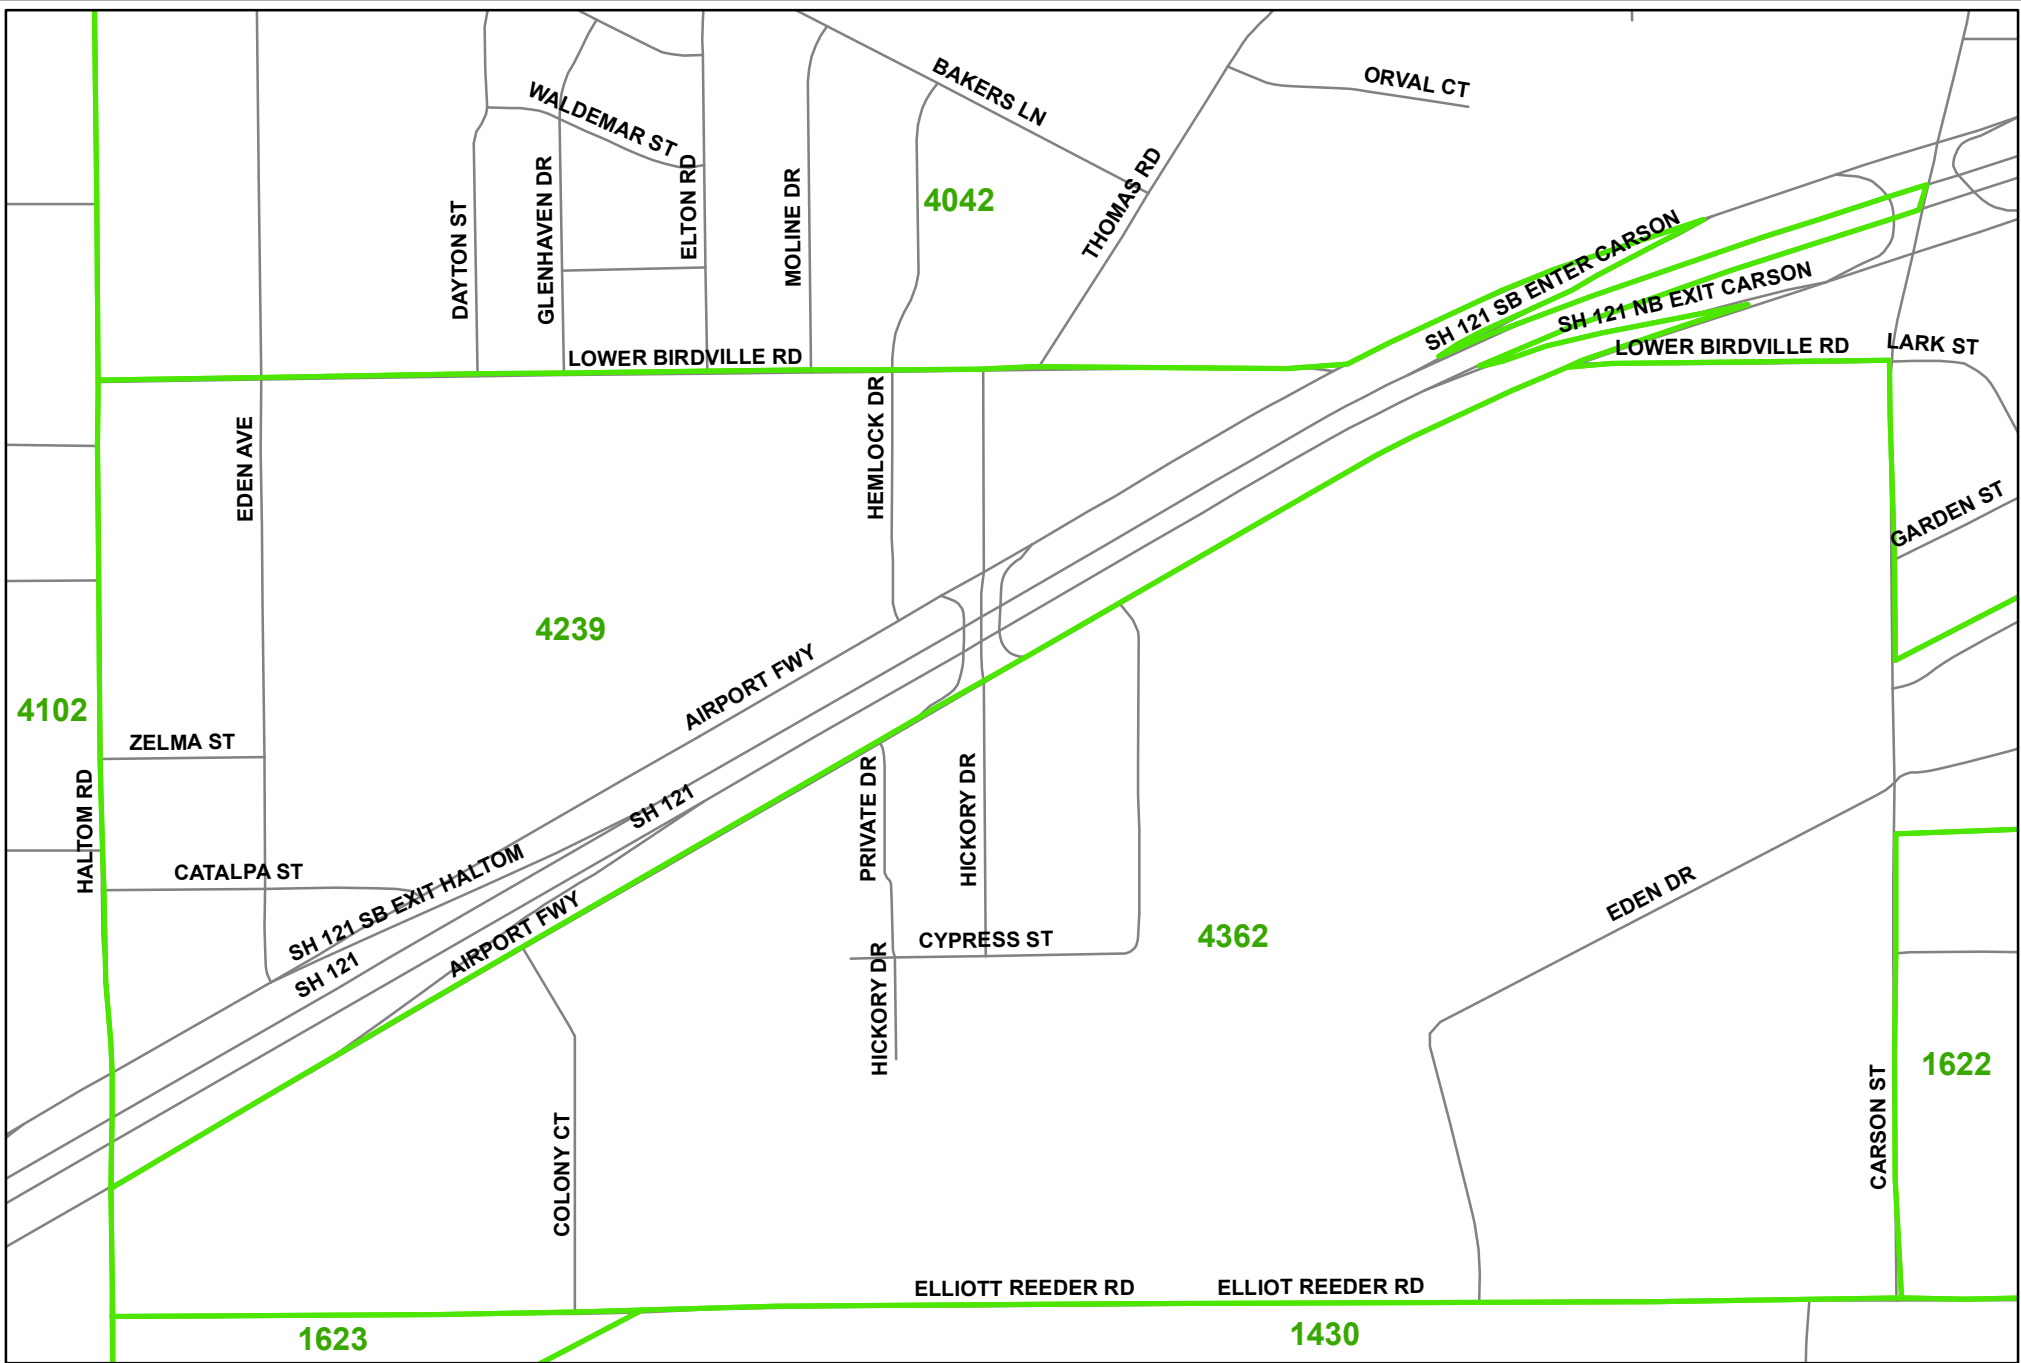 BAKERS LN
ORVAL CT
WALDEMAR ST
THOMAS RD
4042
DAYTON ST
GLENHAVEN DR
ELTON RD
MOLINE DR
SH 121 SB ENTER CARSON
SH 121 NB EXIT CARSON
LOWER BIRDVILLE RD
LOWER BIRDVILLE RD
LARK ST
EDEN AVE
HEMLOCK DR
GARDEN ST
4239
AIRPORT FWY
4102
ZELMA ST
HALTOM RD
SH 121
PRIVATE DR
HICKORY DR
CATALPA ST
SH 121 SB EXIT HALTOM
SH 121
AIRPORT FWY
CYPRESS ST
4362
EDEN DR
HICKORY DR
1622
COLONY CT
CARSON ST
ELLIOTT REEDER RD
ELLIOT REEDER RD
1623
1430